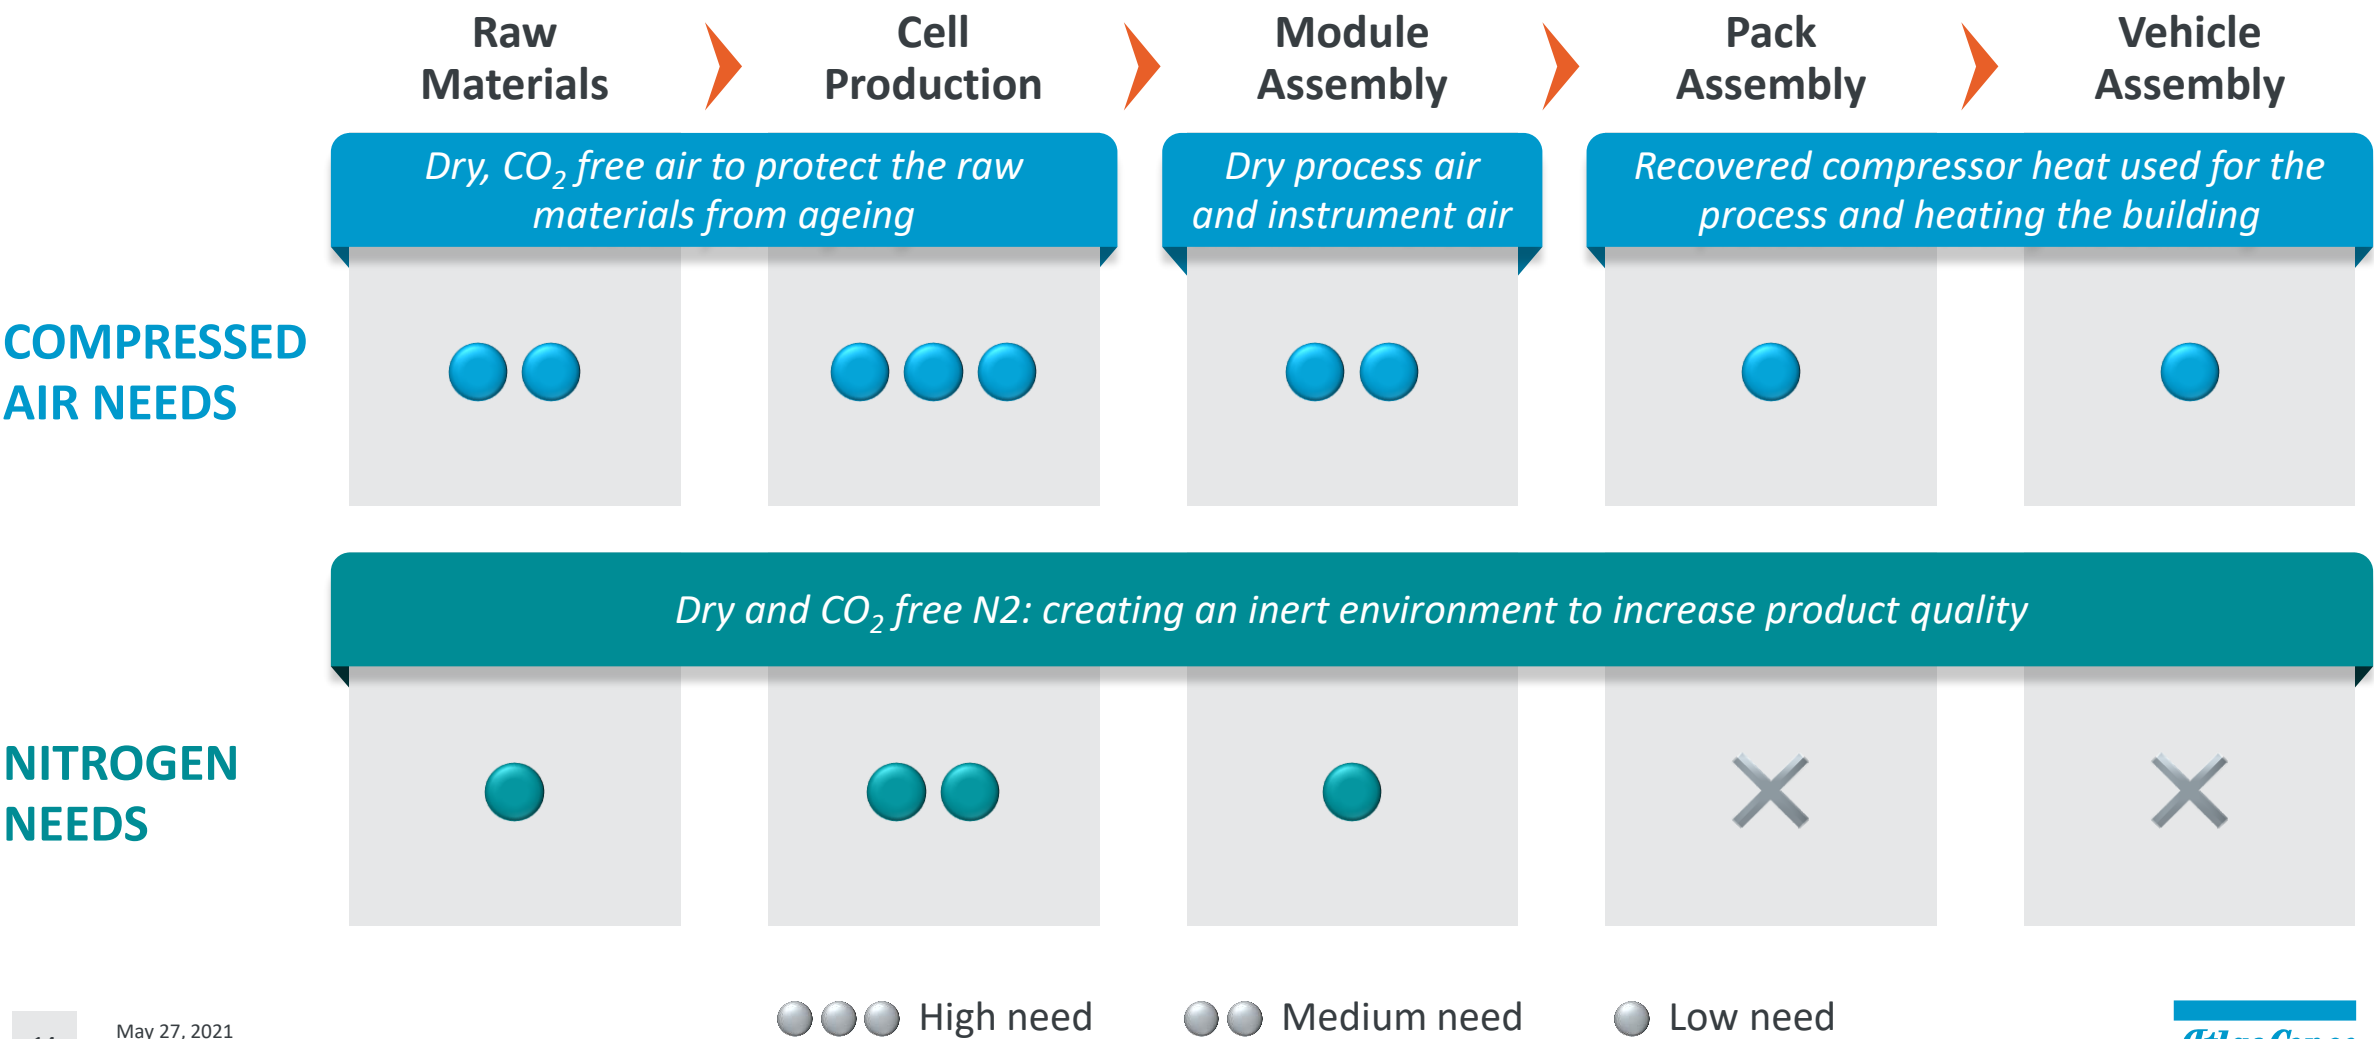 Raw
Materials
Cell
Production
Module
Assembly
Pack
Assembly
Vehicle
Assembly
Dry, CO₂ free air to protect the raw
materials from ageing
Dry process air
and instrument air
Recovered compressor heat used for the
process and heating the building
COMPRESSED
AIR NEEDS
Dry and CO₂ free N2: creating an inert environment to increase product quality
NITROGEN
NEEDS
High need
Medium need
Low need
May 27, 2021
Atlas Copco